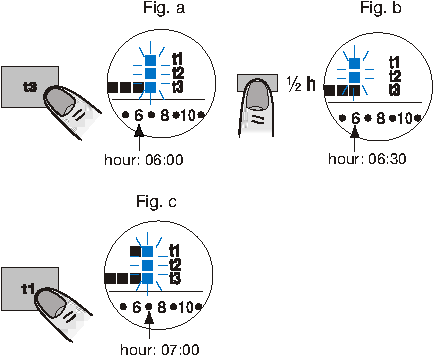 Fig. a
t3
t1
t2
t3
• 6 • 8 •10•
hour: 06:00
Fig. b
½ h
t1
t2
t3
• 6 • 8 •10•
hour: 06:30
Fig. c
t1
t1
t2
t3
• 6 • 8 •10•
hour: 07:00